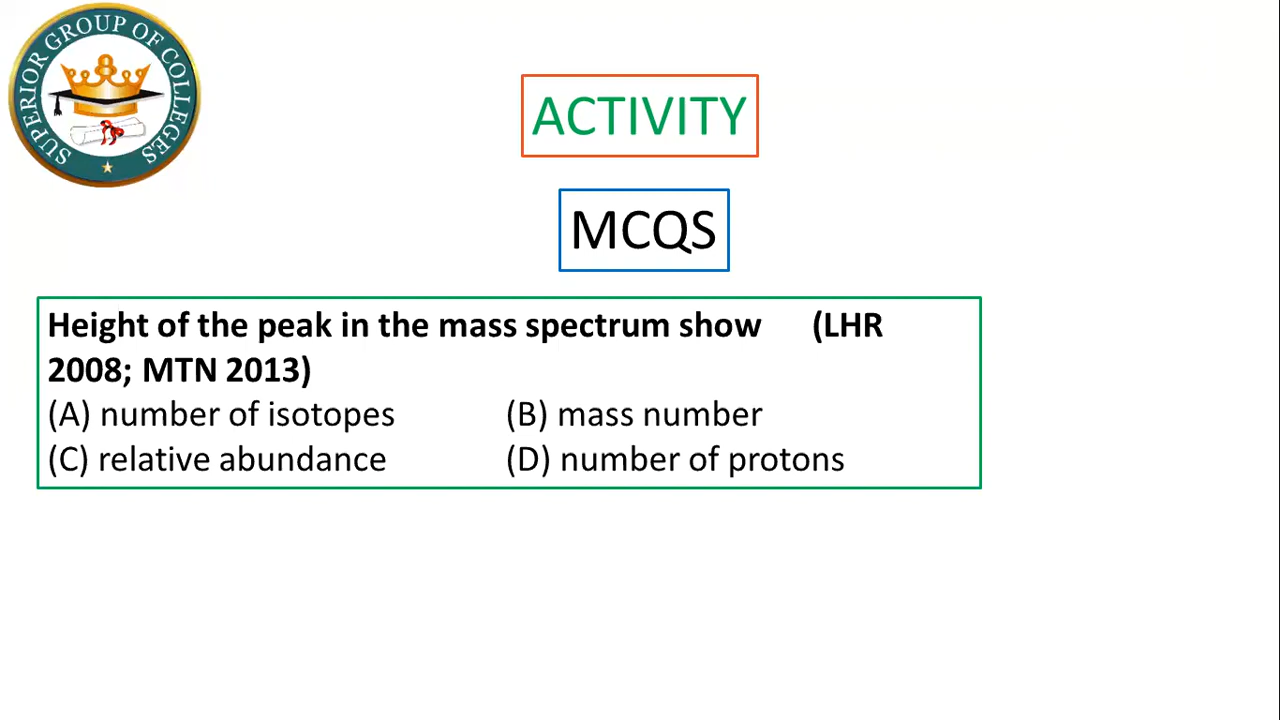 SUPERIOR GROUP OF COLLEGES
ACTIVITY
MCQS
Height of the peak in the mass spectrum show (LHR
2008; MTN 2013)
(A) number of isotopes (B) mass number
(C) relative abundance (D) number of protons